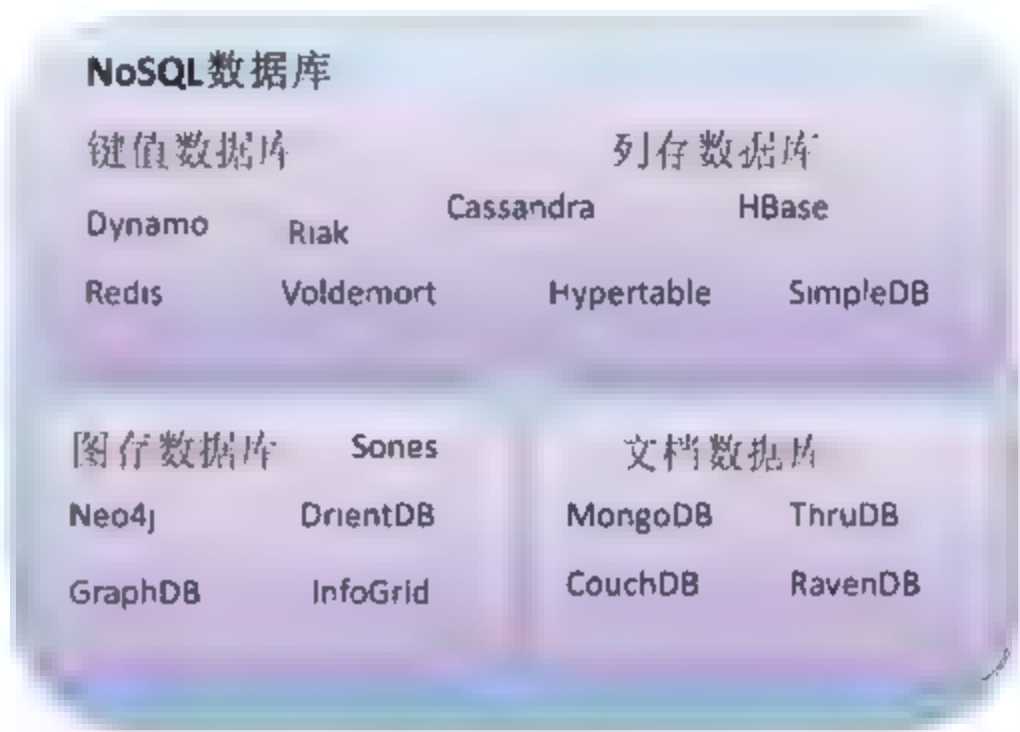 NoSQL数据库
键值数据库 列存数据库
Cassandra HBase
Dynamo Riak
Redis Voldemort Hypertable SimpleDB
图存数据库 Sones 文档数据库
Neo4j OrientDB MongoDB ThruDB
GraphDB InfoGrid CouchDB RavenDB